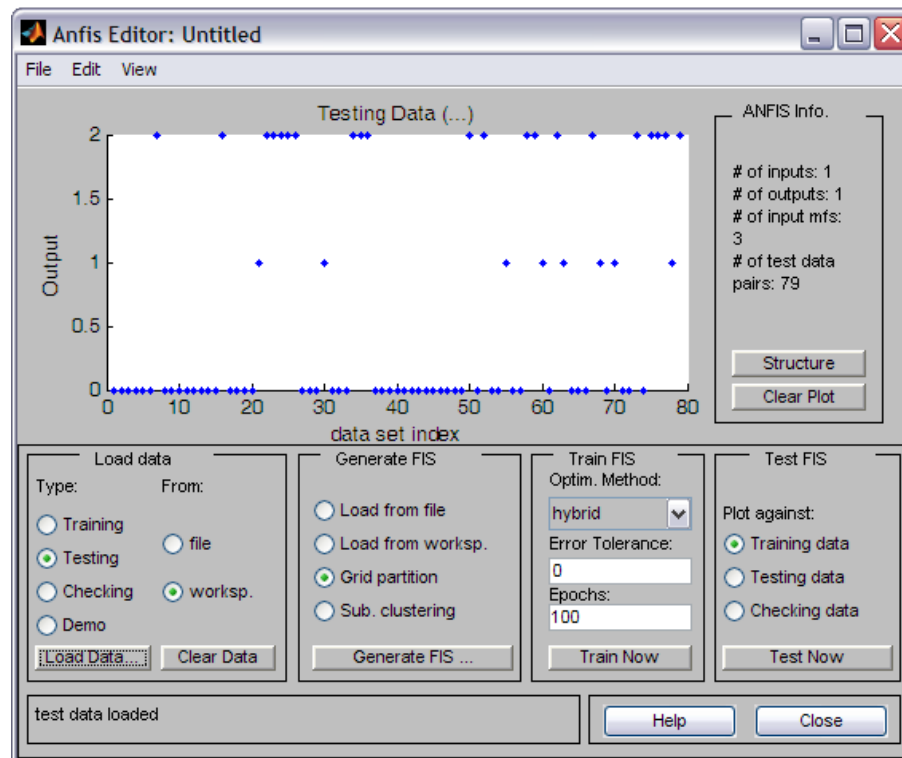 Anfis Editor: Untitled
File Edit View
Testing Data (...)
2
1.5
1
0.5
0
Output
0 10 20 30 40 50 60 70 80
data set index
ANFIS Info.
# of inputs: 1
# of outputs: 1
# of input mfs:
3
# of test data
pairs: 79
Structure
Clear Plot
Load data
Type: From:
Training
Testing
Checking
Demo
file
worksp.
Load Data... Clear Data
Generate FIS
Load from file
Load from worksp.
Grid partition
Sub. clustering
Generate FIS ...
Train FIS
Optim. Method:
hybrid
Error Tolerance:
0
Epochs:
100
Train Now
Test FIS
Plot against:
Training data
Testing data
Checking data
Test Now
test data loaded
Help Close